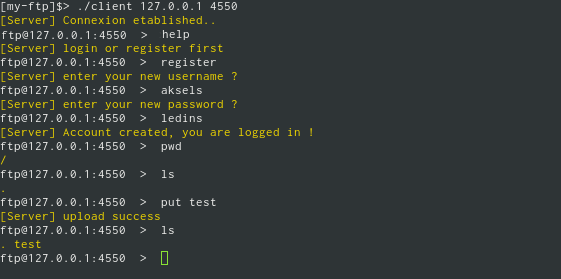 [my-ftp]$> ./client 127.0.0.1 4550
[Server] Connexion etablished..
ftp@127.0.0.1:4550  >  help
[Server] login or register first
ftp@127.0.0.1:4550  >  register
[Server] enter your new username ?
ftp@127.0.0.1:4550  >  aksels
[Server] enter your new password ?
ftp@127.0.0.1:4550  >  ledins
[Server] Account created, you are logged in !
ftp@127.0.0.1:4550  >  pwd
/
ftp@127.0.0.1:4550  >  ls
.
ftp@127.0.0.1:4550  >  put test
[Server] upload success
ftp@127.0.0.1:4550  >  ls
. test
ftp@127.0.0.1:4550  >